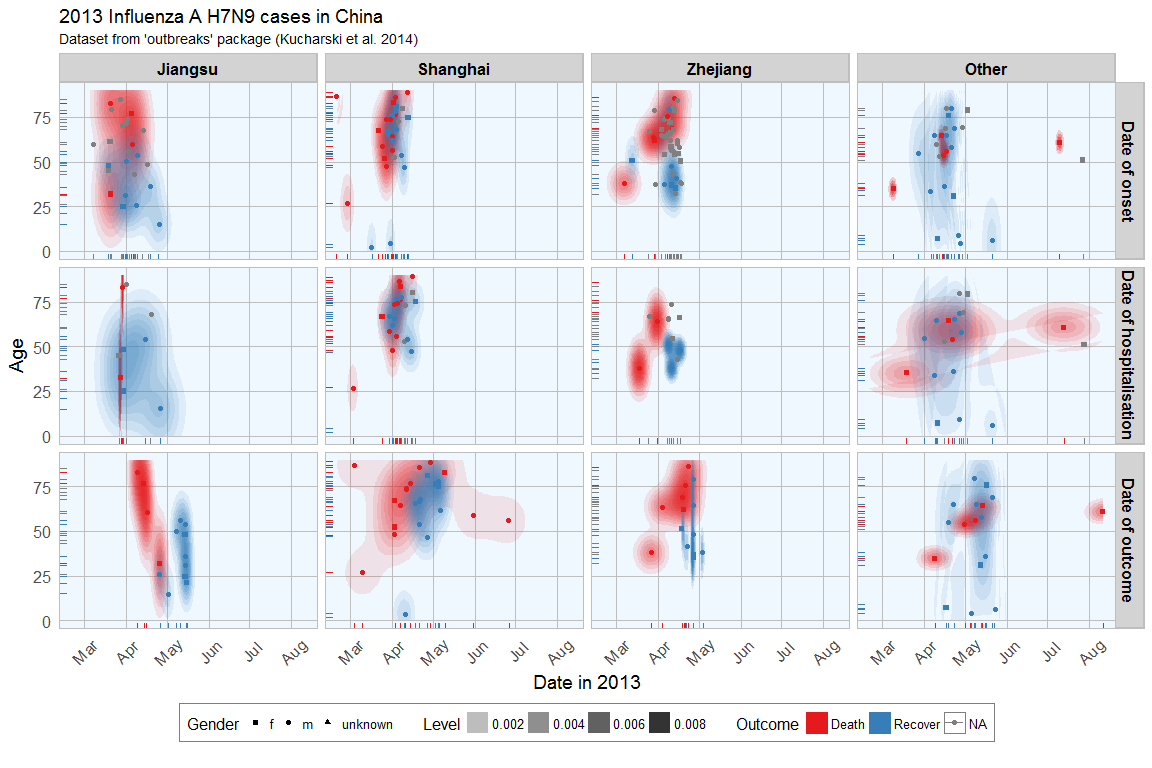 2013 Influenza A H7N9 cases in China
Dataset from 'outbreaks' package (Kucharski et al. 2014)
Jiangsu Shanghai Zhejiang Other
Age
75
50
25
0
Date of onset
75
50
25
0
Date of hospitalisation
75
50
25
0
Date of outcome
Mar Apr May Jun Jul Aug Mar Apr May Jun Jul Aug Mar Apr May Jun Jul Aug Mar Apr May Jun Jul Aug
Date in 2013
Gender f m unknown Level 0.002 0.004 0.006 0.008 Outcome Death Recover NA